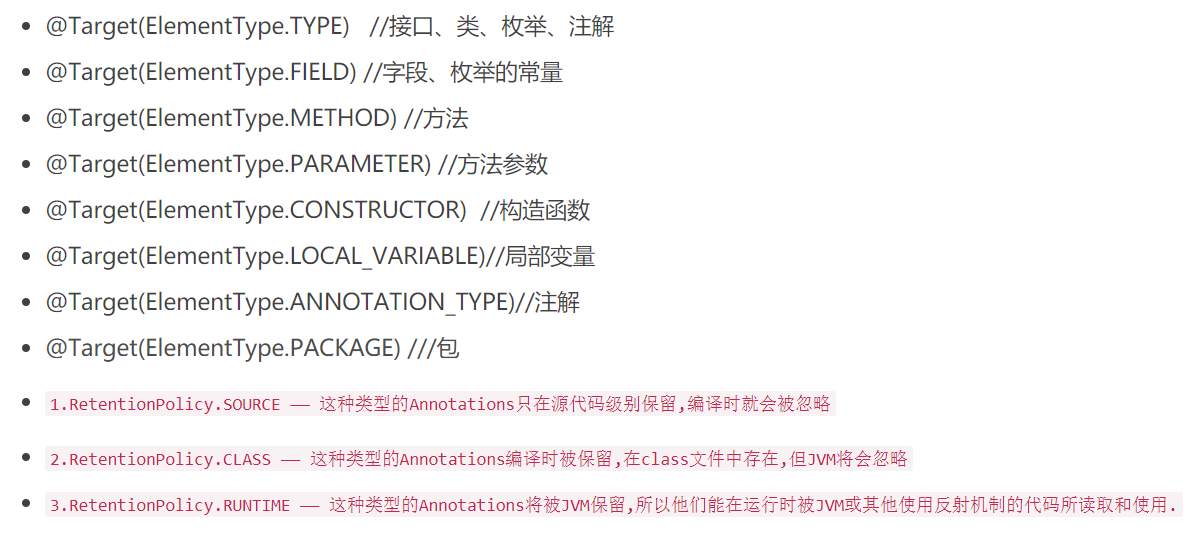 @Target(ElementType.TYPE)   //接口、类、枚举、注解
@Target(ElementType.FIELD) //字段、枚举的常量
@Target(ElementType.METHOD) //方法
@Target(ElementType.PARAMETER) //方法参数
@Target(ElementType.CONSTRUCTOR)  //构造函数
@Target(ElementType.LOCAL_VARIABLE)//局部变量
@Target(ElementType.ANNOTATION_TYPE)//注解
@Target(ElementType.PACKAGE) ///包
1.RetentionPolicy.SOURCE —— 这种类型的Annotations只在源代码级别保留,编译时就会被忽略
2.RetentionPolicy.CLASS —— 这种类型的Annotations编译时被保留,在class文件中存在,但JVM将会忽略
3.RetentionPolicy.RUNTIME —— 这种类型的Annotations将被JVM保留,所以他们能在运行时被JVM或其他使用反射机制的代码所读取和使用.